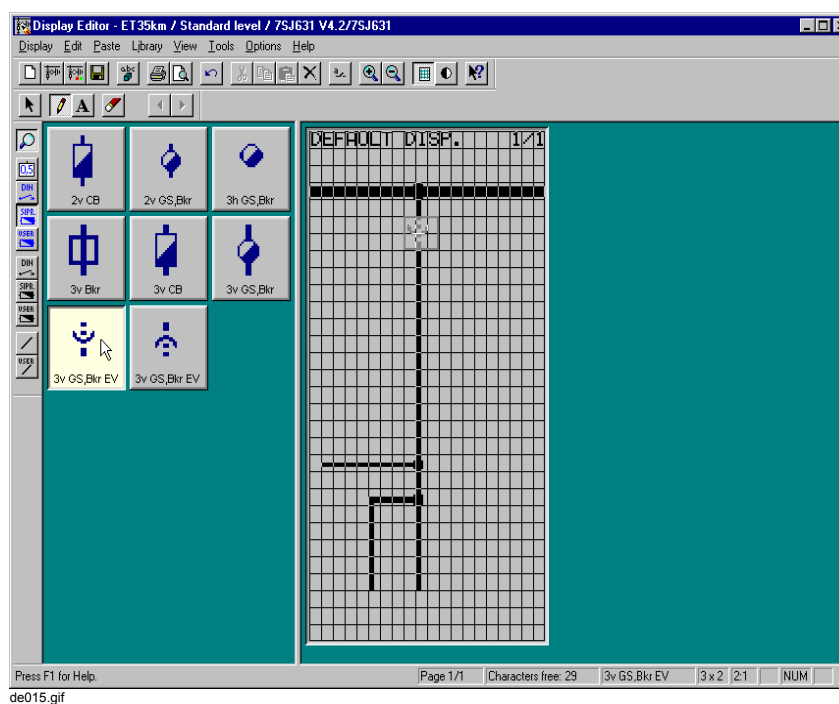 Display Editor - ET35km / Standard level / 7SJ631 V4.2/7SJ631
Display Edit Paste Library View Tools Options Help
abc
A
0,5
DIN
SIPR.
USER
DIN
SIPR.
USER
USER
2v CB
2v GS,Bkr
3h GS,Bkr
3v Bkr
3v CB
3v GS,Bkr
3v GS,Bkr EV
3v GS,Bkr EV
DEFAULT DISP. 1/1
Press F1 for Help.
Page 1/1
Characters free: 29
3v GS,Bkr EV
3 x 2
2:1
NUM
de015.gif